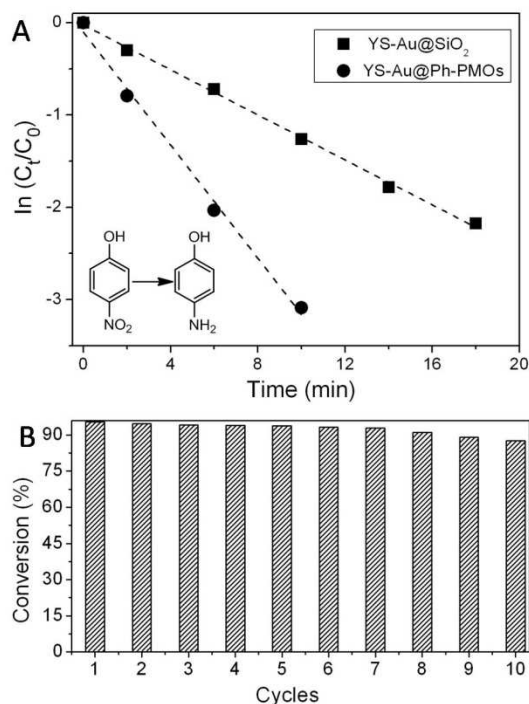 A
ln (Cₜ/C₀)
0
-1
-2
-3
YS-Au@SiO₂
YS-Au@Ph-PMOs
OH
NO₂
OH
NH₂
0 4 8 12 16 20
Time (min)
B
Conversion (%)
90
75
60
45
30
15
0
1 2 3 4 5 6 7 8 9 10
Cycles